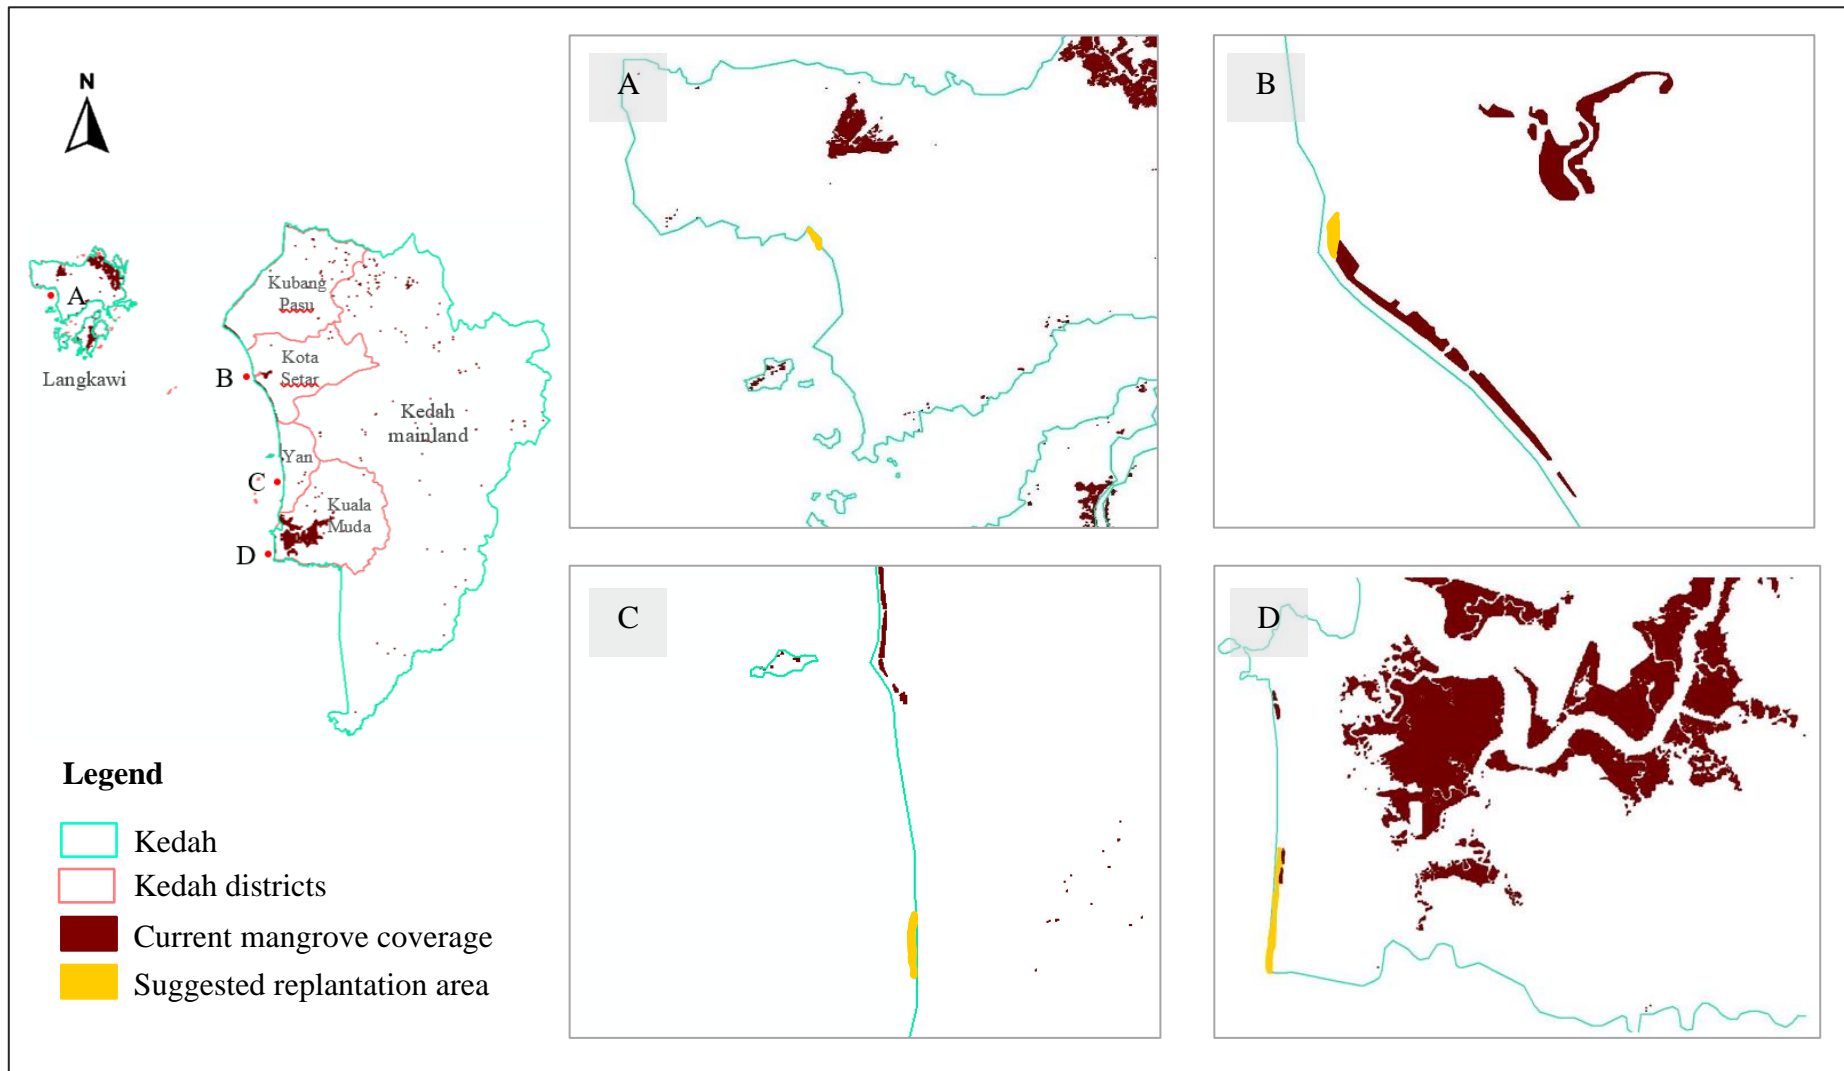 N
A
Langkawi
Kubang
Pasu
Kota
Setar
B
Kedah
mainland
Yan
C
Kuala
Muda
D
Legend
Kedah
Kedah districts
Current mangrove coverage
Suggested replantation area
A
B
C
D